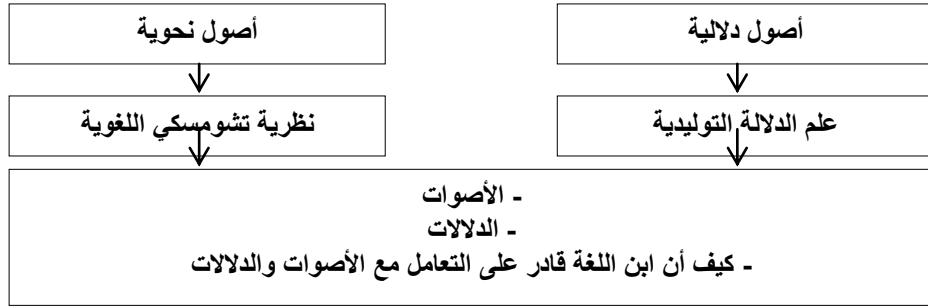 أصول دلالية
أصول نحوية
علم الدلالة التوليدية
نظرية تشومسكي اللغوية
- الأصوات
- الدلالات
- كيف أن ابن اللغة قادر على التعامل مع الأصوات والدلالات